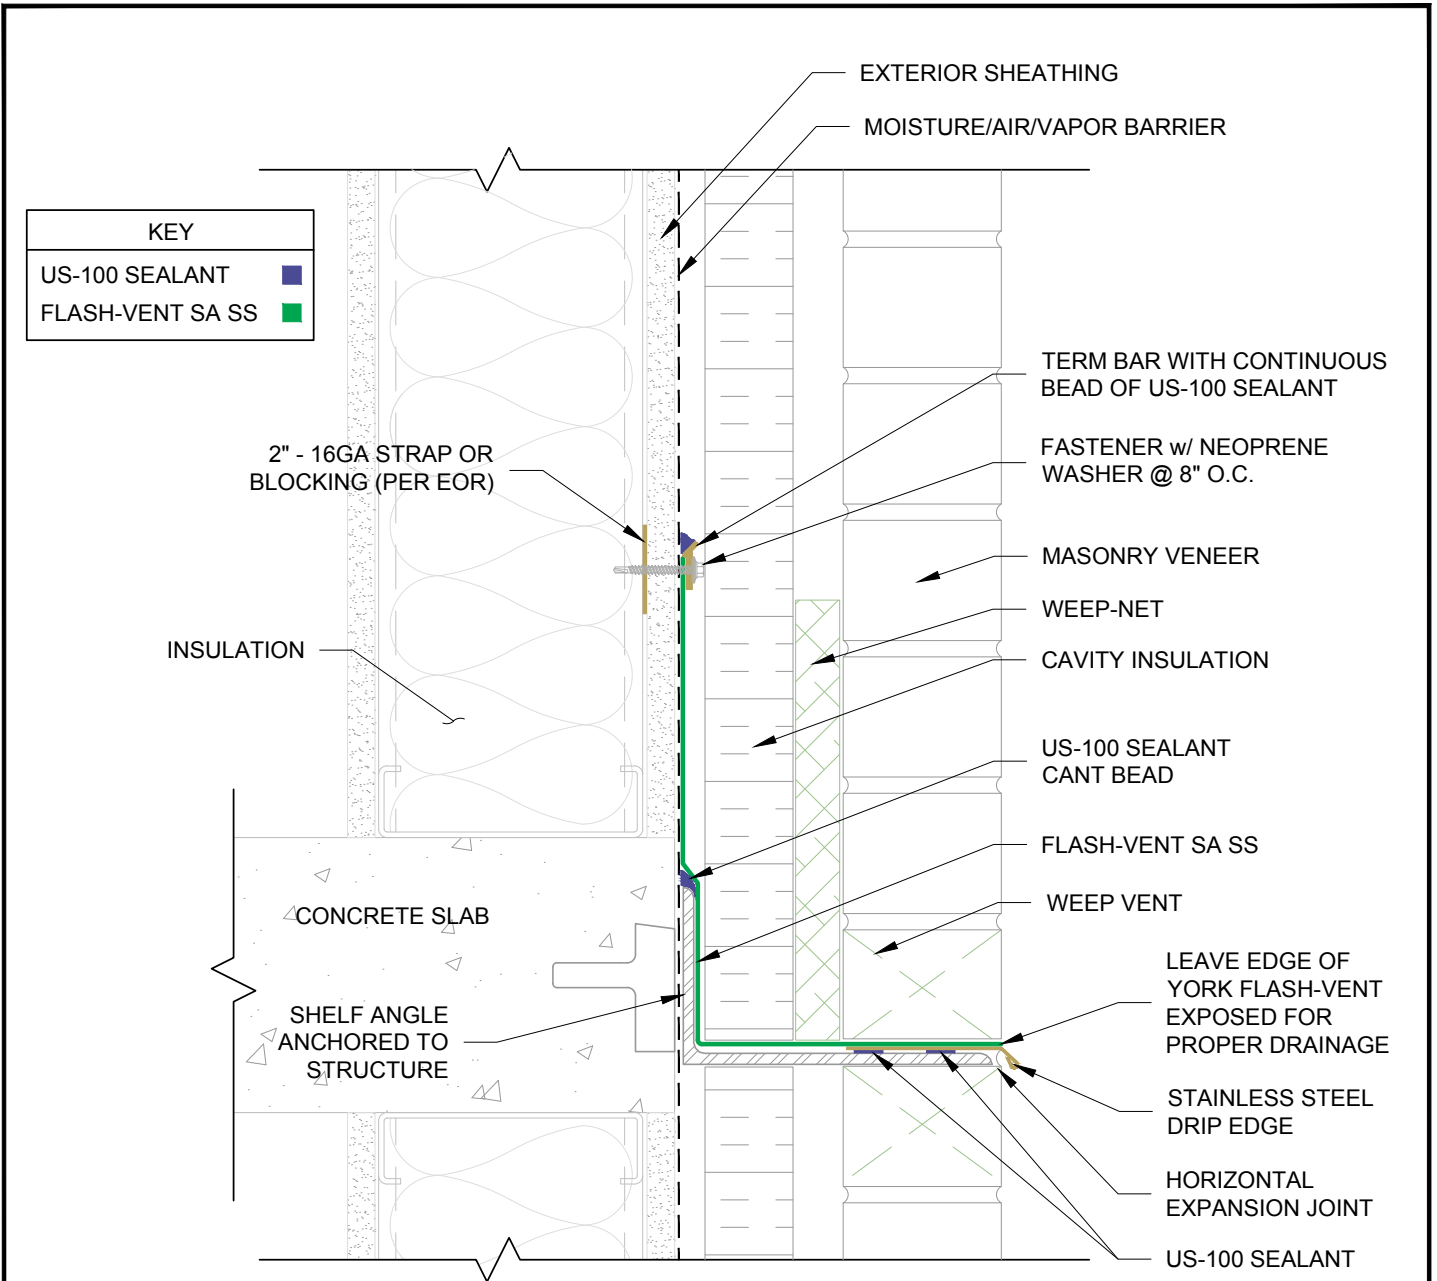 EXTERIOR SHEATHING
MOISTURE/AIR/VAPOR BARRIER
KEY
US-100 SEALANT
FLASH-VENT SA SS
TERM BAR WITH CONTINUOUS
BEAD OF US-100 SEALANT
2" - 16GA STRAP OR
BLOCKING (PER EOR)
FASTENER w/ NEOPRENE
WASHER @ 8" O.C.
MASONRY VENEER
WEEP-NET
INSULATION
CAVITY INSULATION
US-100 SEALANT
CANT BEAD
FLASH-VENT SA SS
WEEP VENT
CONCRETE SLAB
LEAVE EDGE OF
YORK FLASH-VENT
EXPOSED FOR
PROPER DRAINAGE
SHELF ANGLE
ANCHORED TO
STRUCTURE
STAINLESS STEEL
DRIP EDGE
HORIZONTAL
EXPANSION JOINT
US-100 SEALANT